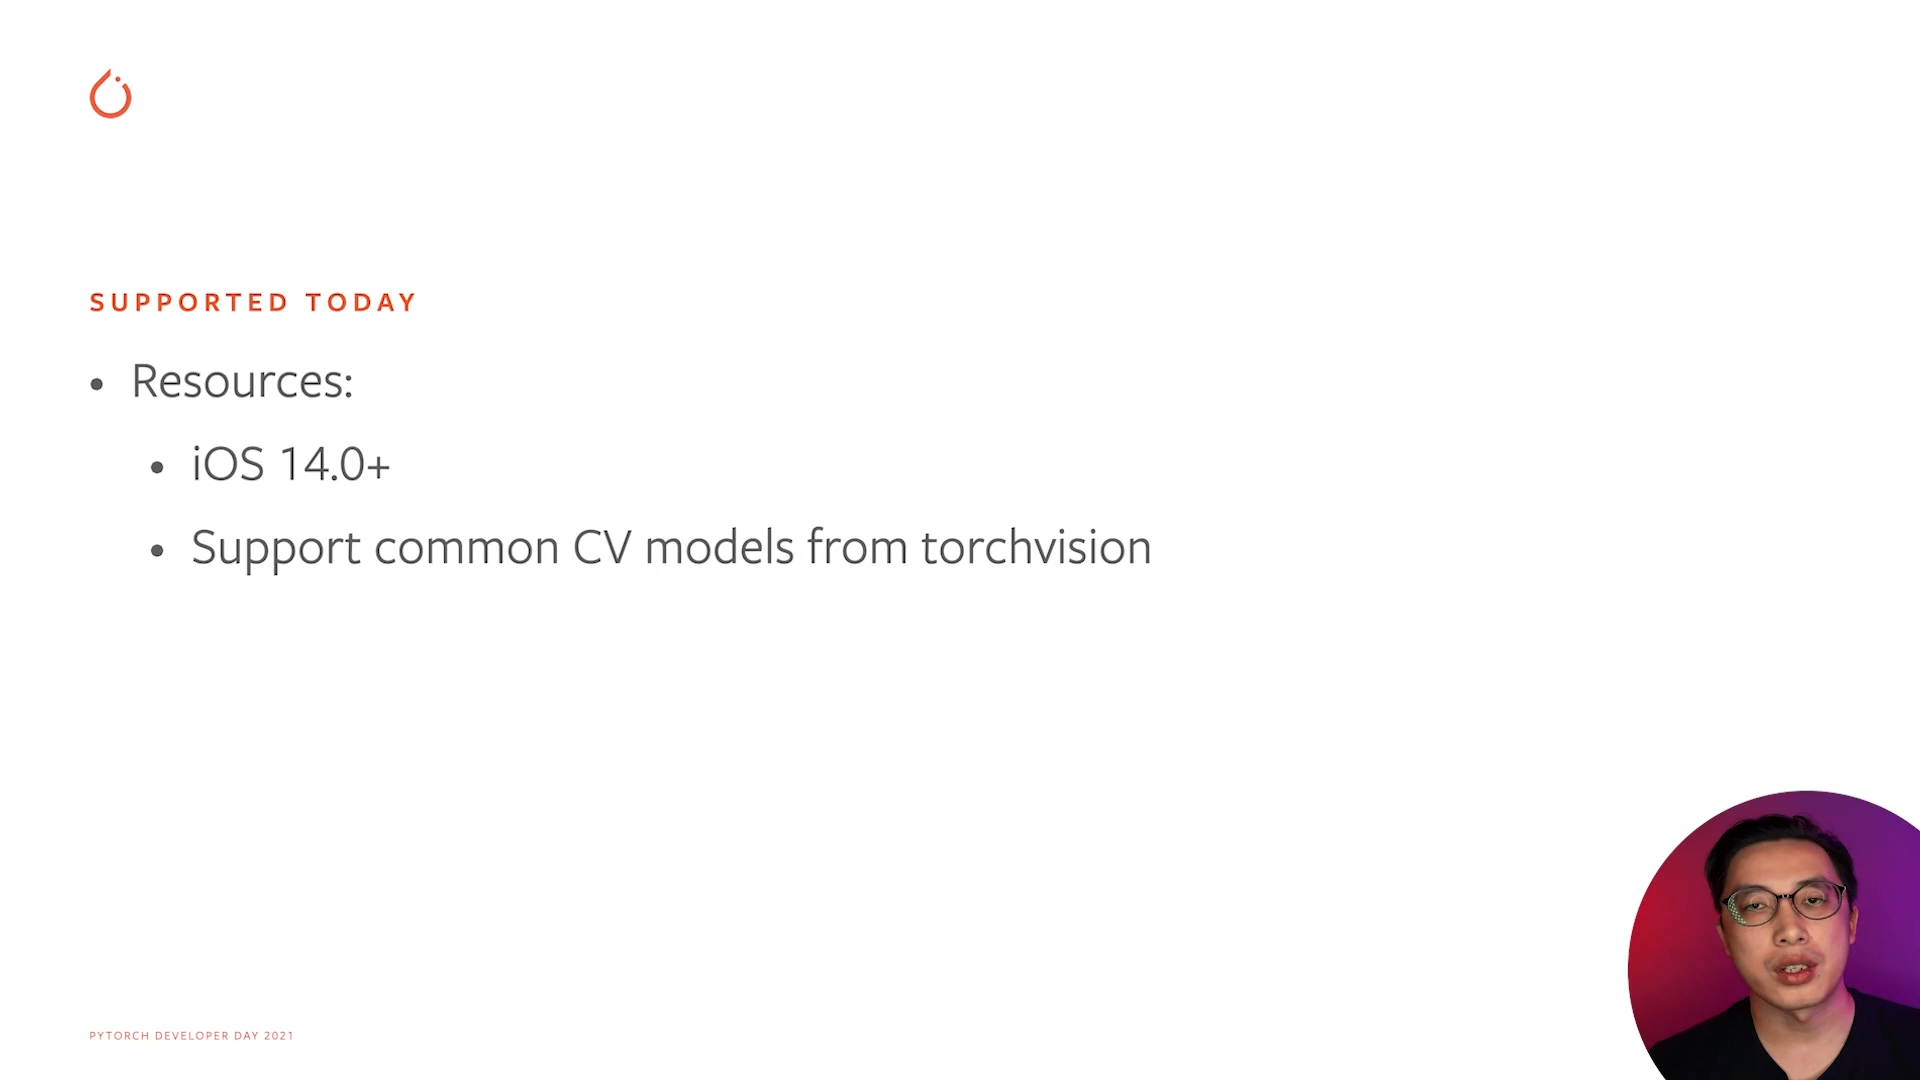 SUPPORTED TODAY
• Resources:
• iOS 14.0+
• Support common CV models from torchvision
PYTORCH DEVELOPER DAY 2021